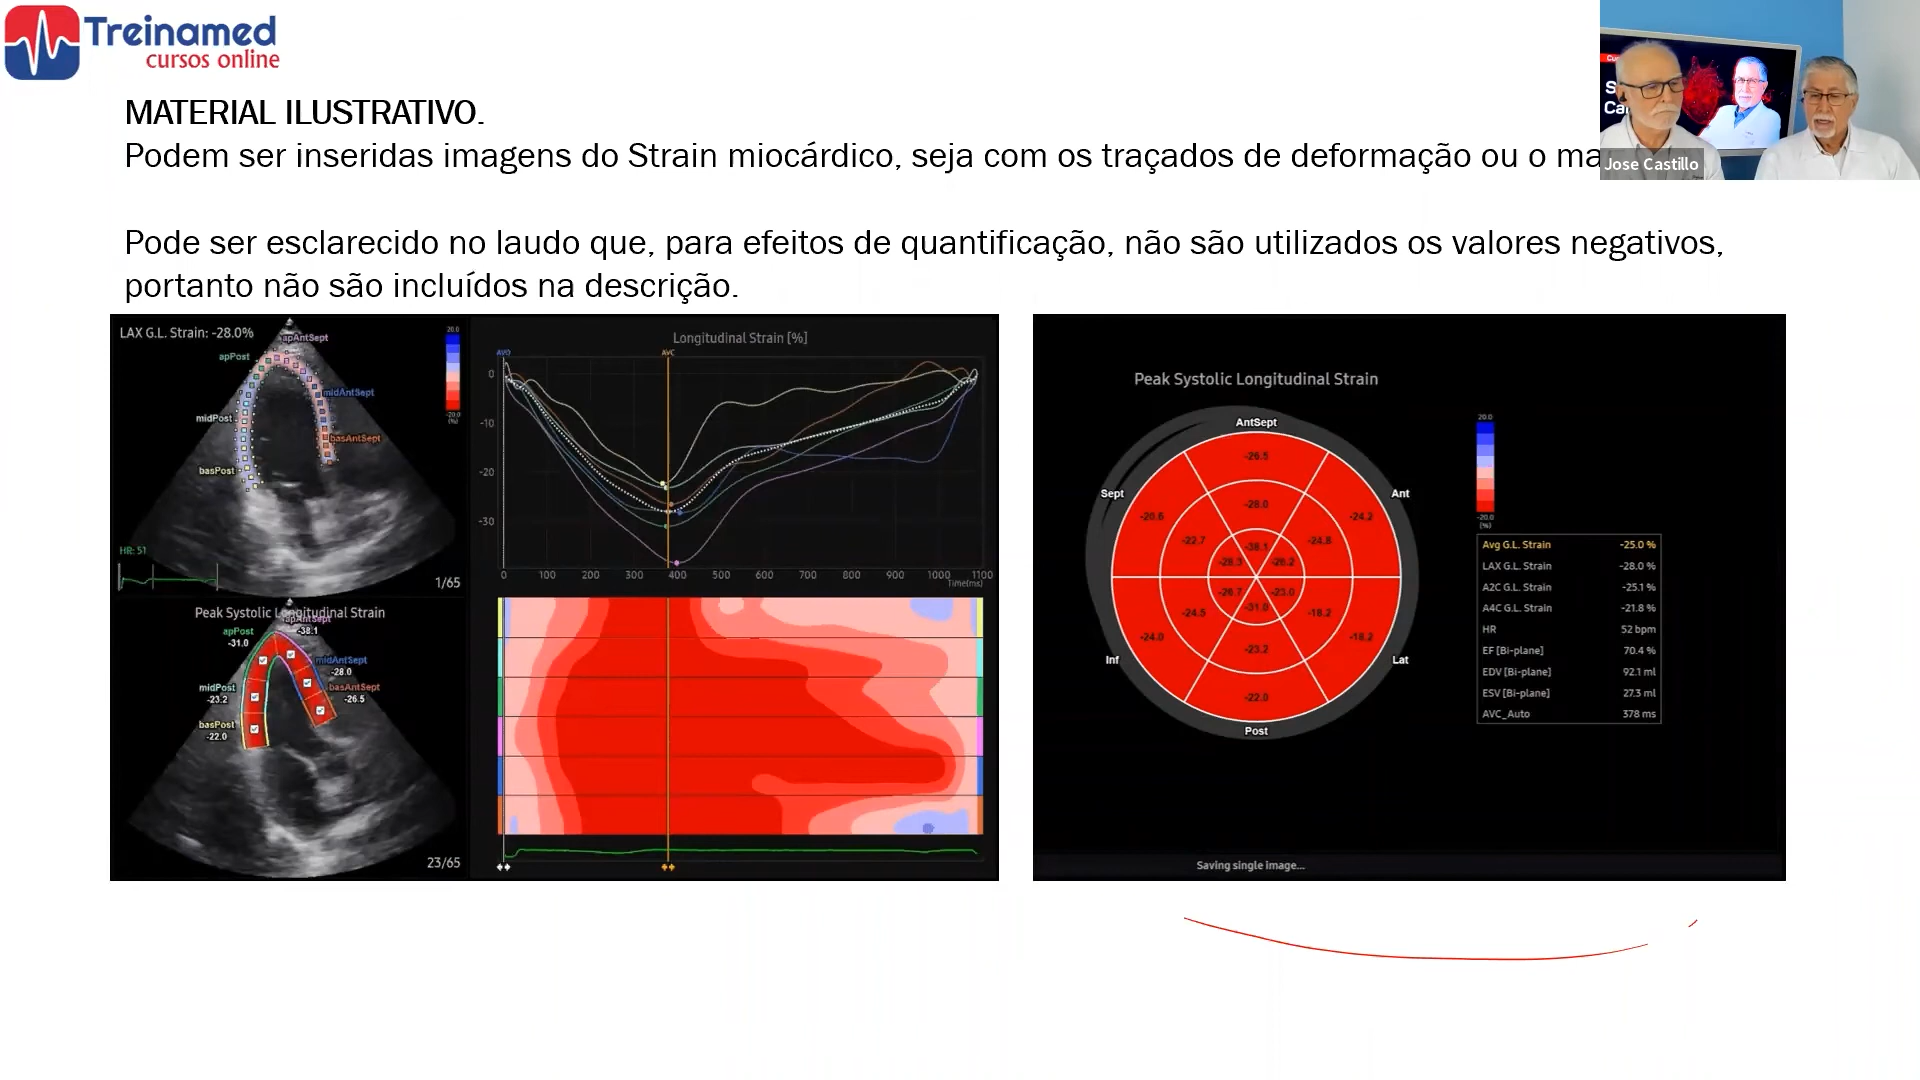 Treinamed
cursos online
MATERIAL ILUSTRATIVO.
Podem ser inseridas imagens do Strain miocárdico, seja com os traçados de deformação ou o
Jose Castillo
Pode ser esclarecido no laudo que, para efeitos de quantificação, não são utilizados os valores negativos,
portanto não são incluídos na descrição.
LAX G.L. Strain: -28.0%
20.0
-20.0
(%)
apAntSept
apPost
midAntSept
midPost
basAntSept
basPost
HR: 51
1/65
Longitudinal Strain [%]
AVO
AVC
0
-10
-20
-30
0 100 200 300 400 500 600 700 800 900 1000 1100
Time(ms)
Peak Systolic Longitudinal Strain
apAntSept
-38.1
apPost
-31.0
midAntSept
-28.0
midPost
-23.2
basAntSept
-26.5
basPost
-22.0
23/65
Peak Systolic Longitudinal Strain
AntSept
Sept
Ant
Inf
Lat
Post
-26.5
-28.0
-20.6
-24.2
-22.7
-24.8
-38.1
-28.3
-26.2
-26.7
-23.0
-31.0
-24.5
-18.2
-24.0
-18.2
-23.2
-22.0
20.0
-20.0
(%)
Avg G.L. Strain -25.0 %
LAX G.L. Strain -28.0 %
A2C G.L. Strain -25.1 %
A4C G.L. Strain -21.8 %
HR 52 bpm
EF [Bi-plane] 70.4 %
EDV [Bi-plane] 92.1 ml
ESV [Bi-plane] 27.3 ml
AVC_Auto 378 ms
Saving single image...